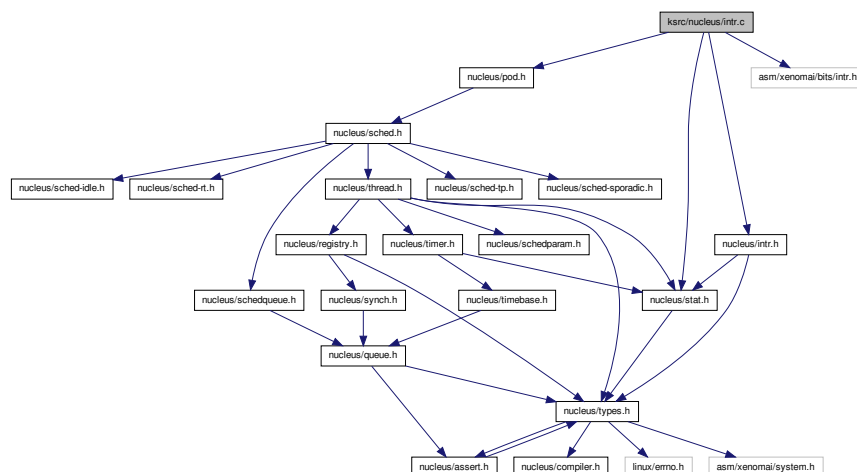 ksrc/nucleus/intr.c
nucleus/pod.h
asm/xenomai/bits/intr.h
nucleus/sched.h
nucleus/sched-idle.h
nucleus/sched-rt.h
nucleus/thread.h
nucleus/sched-tp.h
nucleus/sched-sporadic.h
nucleus/registry.h
nucleus/timer.h
nucleus/schedparam.h
nucleus/intr.h
nucleus/schedqueue.h
nucleus/synch.h
nucleus/timebase.h
nucleus/stat.h
nucleus/queue.h
nucleus/types.h
nucleus/assert.h
nucleus/compiler.h
linux/errno.h
asm/xenomai/system.h